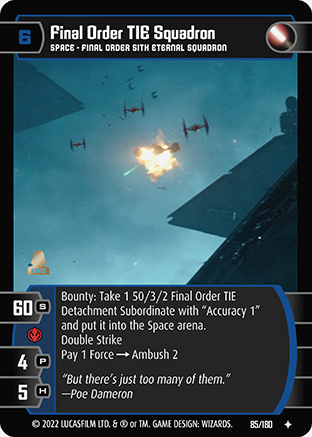 6
Final Order TIE Squadron
SPACE - FINAL ORDER SITH ETERNAL SQUADRON
60 S
4 P
5 H
Bounty: Take 1 50/3/2 Final Order TIE
Detachment Subordinate with “Accuracy 1”
and put it into the Space arena.
Double Strike
Pay 1 Force → Ambush 2
“But there's just too many of them.”
—Poe Dameron
© 2022 LUCASFILM LTD. & ® OR TM. GAME DESIGN: WIZARDS.
85/180